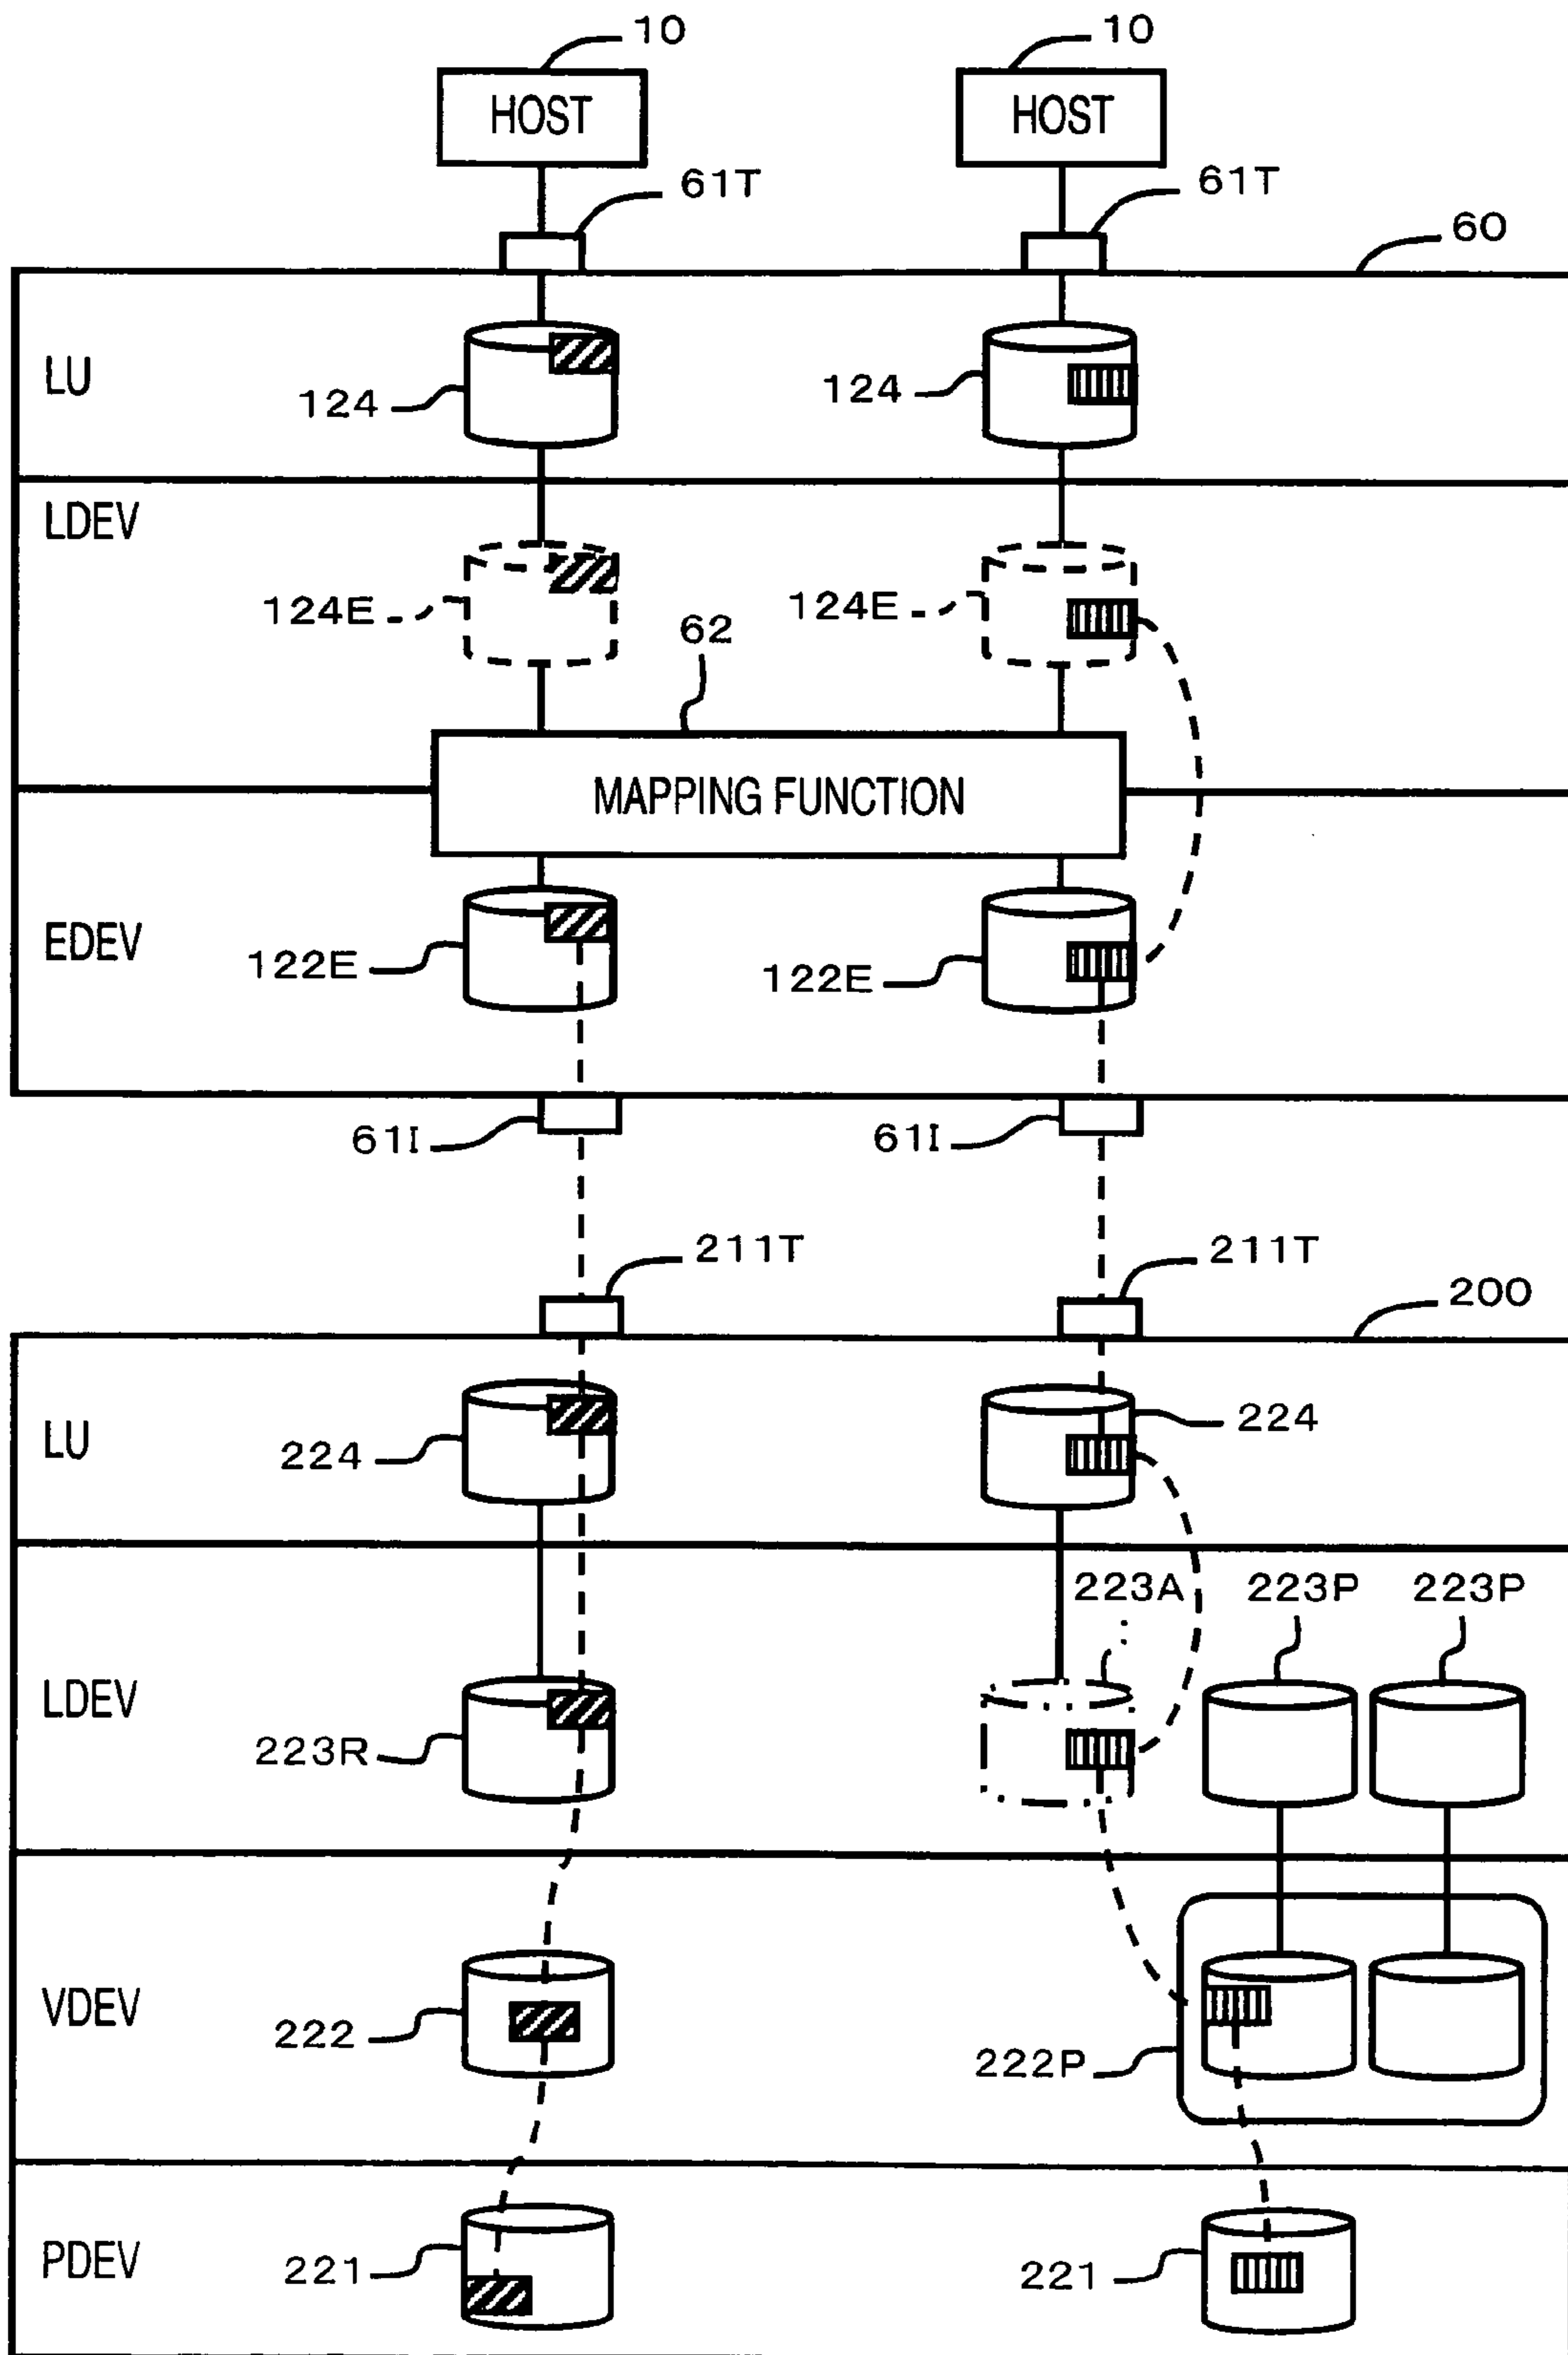 10 10
HOST HOST
61T 61T
60
LU
124 124
LDEV
124E 124E
62
MAPPING FUNCTION
EDEV
122E 122E
61I 61I
211T 211T
200
LU
224 224
223A 223P 223P
LDEV
223R
VDEV
222 222P
PDEV
221 221